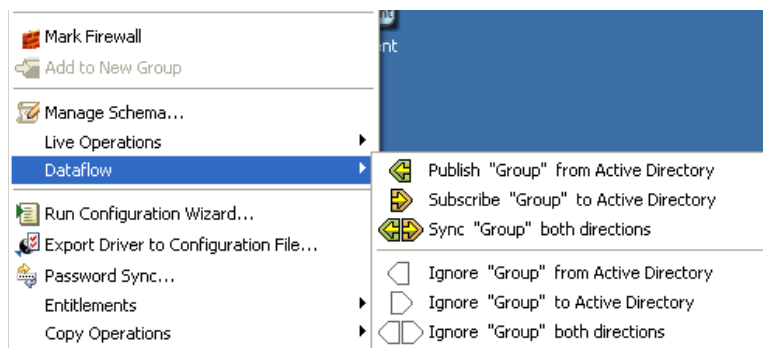 Mark Firewall
Add to New Group
Manage Schema...
Live Operations
Dataflow
Run Configuration Wizard...
Export Driver to Configuration File...
Password Sync...
Entitlements
Copy Operations
Publish "Group" from Active Directory
Subscribe "Group" to Active Directory
Sync "Group" both directions
Ignore "Group" from Active Directory
Ignore "Group" to Active Directory
Ignore "Group" both directions